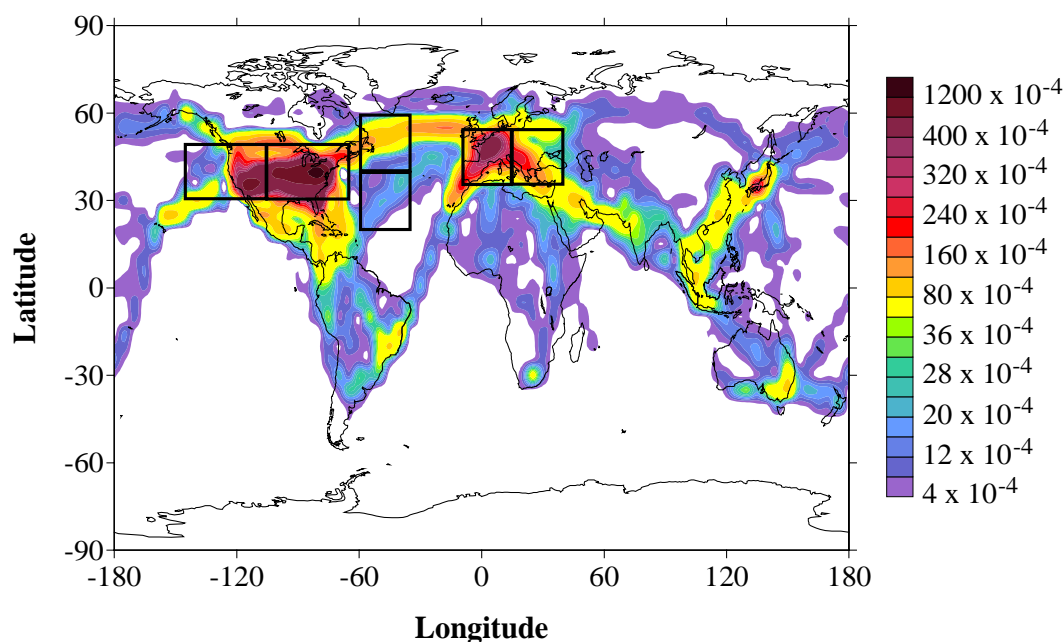 90
60
30
0
-30
-60
-90
Latitude
-180
-120
-60
0
60
120
180
Longitude
1200 x 10-4
400 x 10-4
320 x 10-4
240 x 10-4
160 x 10-4
80 x 10-4
36 x 10-4
28 x 10-4
20 x 10-4
12 x 10-4
4 x 10-4